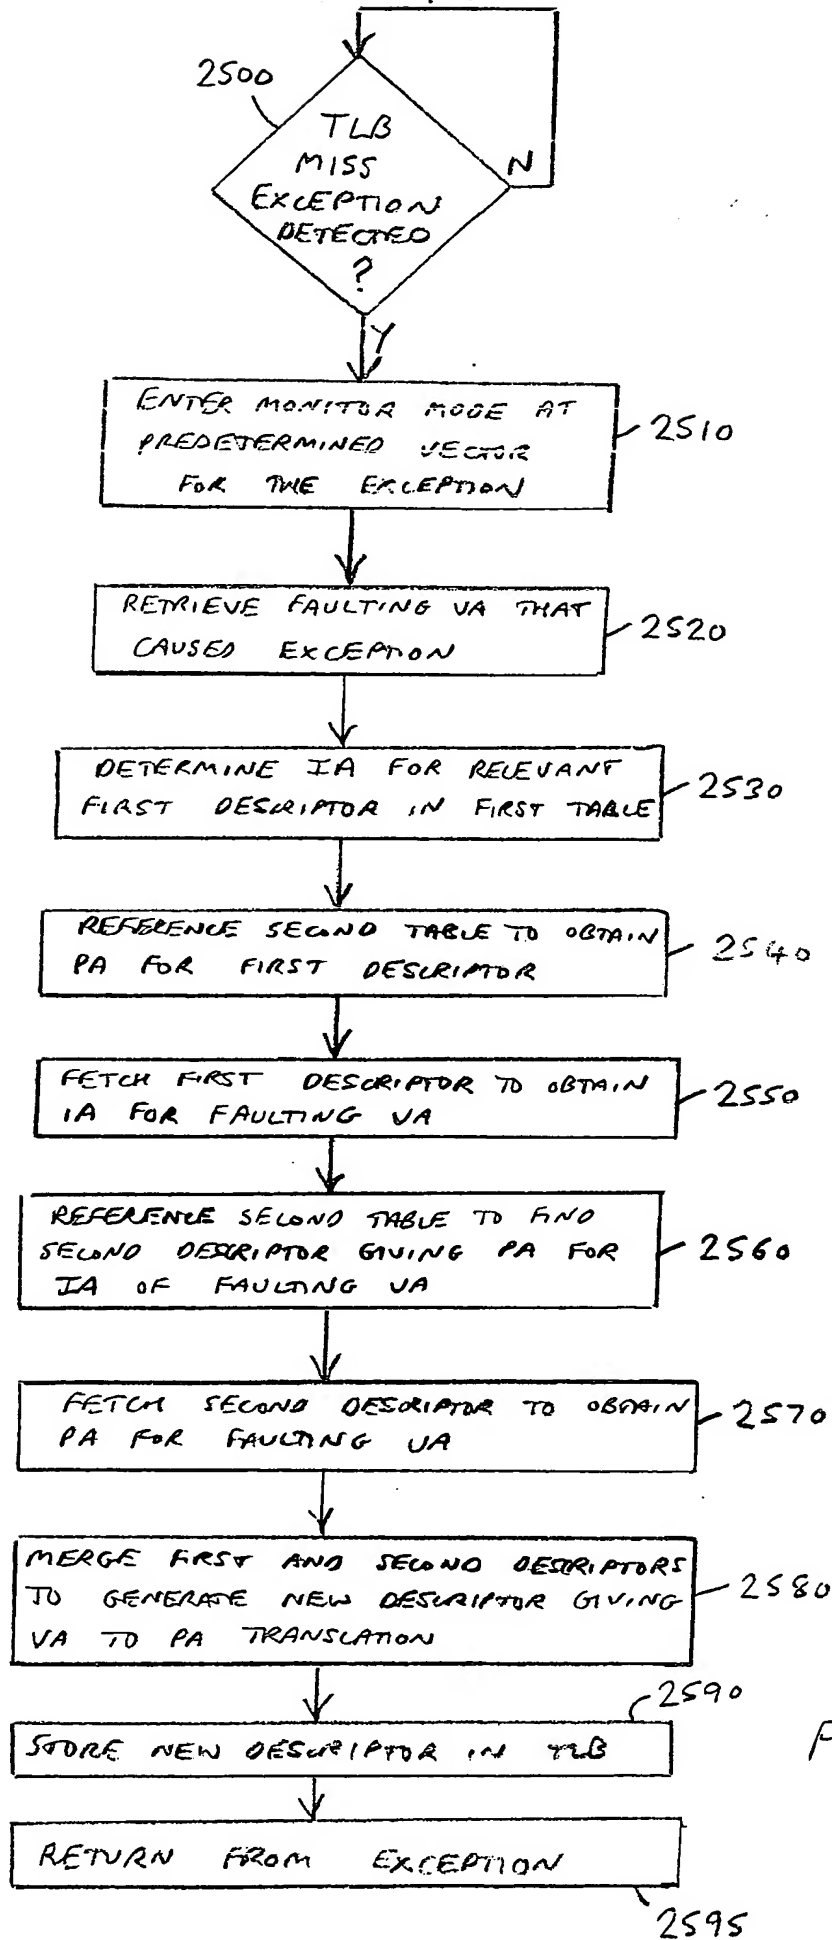 2500
TLB
MISS
EXCEPTION
DETECTED
?
N
Y
ENTER MONITOR MODE AT
PREDETERMINED VECTOR
FOR THE EXCEPTION
2510
RETRIEVE FAULTING VA THAT
CAUSED EXCEPTION
2520
DETERMINE IA FOR RELEVANT
FIRST DESCRIPTOR IN FIRST TABLE
2530
REFERENCE SECOND TABLE TO OBTAIN
PA FOR FIRST DESCRIPTOR
2540
FETCH FIRST DESCRIPTOR TO OBTAIN
IA FOR FAULTING VA
2550
REFERENCE SECOND TABLE TO FIND
SECOND DESCRIPTOR GIVING PA FOR
IA OF FAULTING VA
2560
FETCH SECOND DESCRIPTOR TO OBTAIN
PA FOR FAULTING VA
2570
MERGE FIRST AND SECOND DESCRIPTORS
TO GENERATE NEW DESCRIPTOR GIVING
VA TO PA TRANSLATION
2580
2590
STORE NEW DESCRIPTOR IN TLB
RETURN FROM EXCEPTION
2595